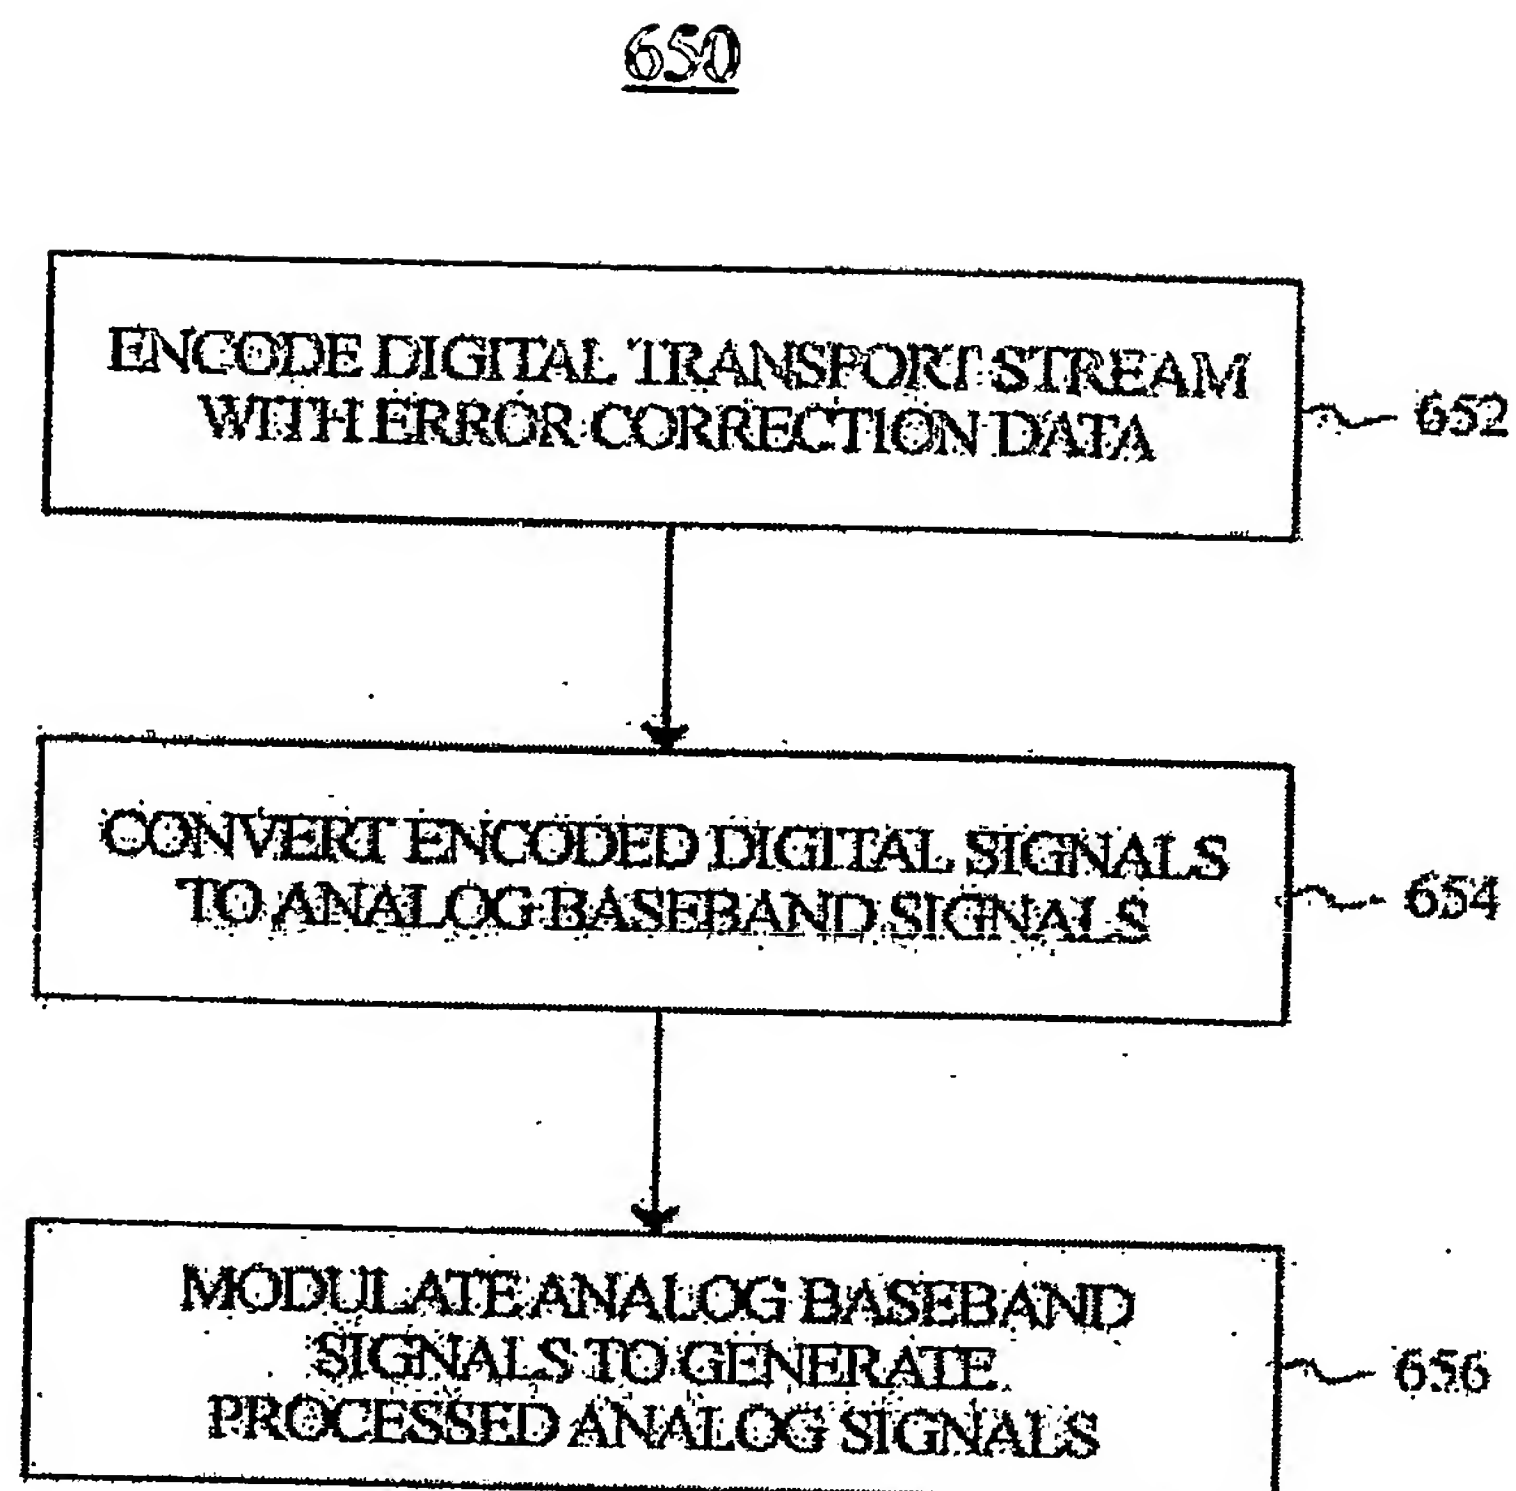 650
ENCODE DIGITAL TRANSPORT STREAM
WITH ERROR CORRECTION DATA
652
CONVERT ENCODED DIGITAL SIGNALS
TO ANALOG BASEBAND SIGNALS
654
MODULATE ANALOG BASEBAND
SIGNALS TO GENERATE
PROCESSED ANALOG SIGNALS
656